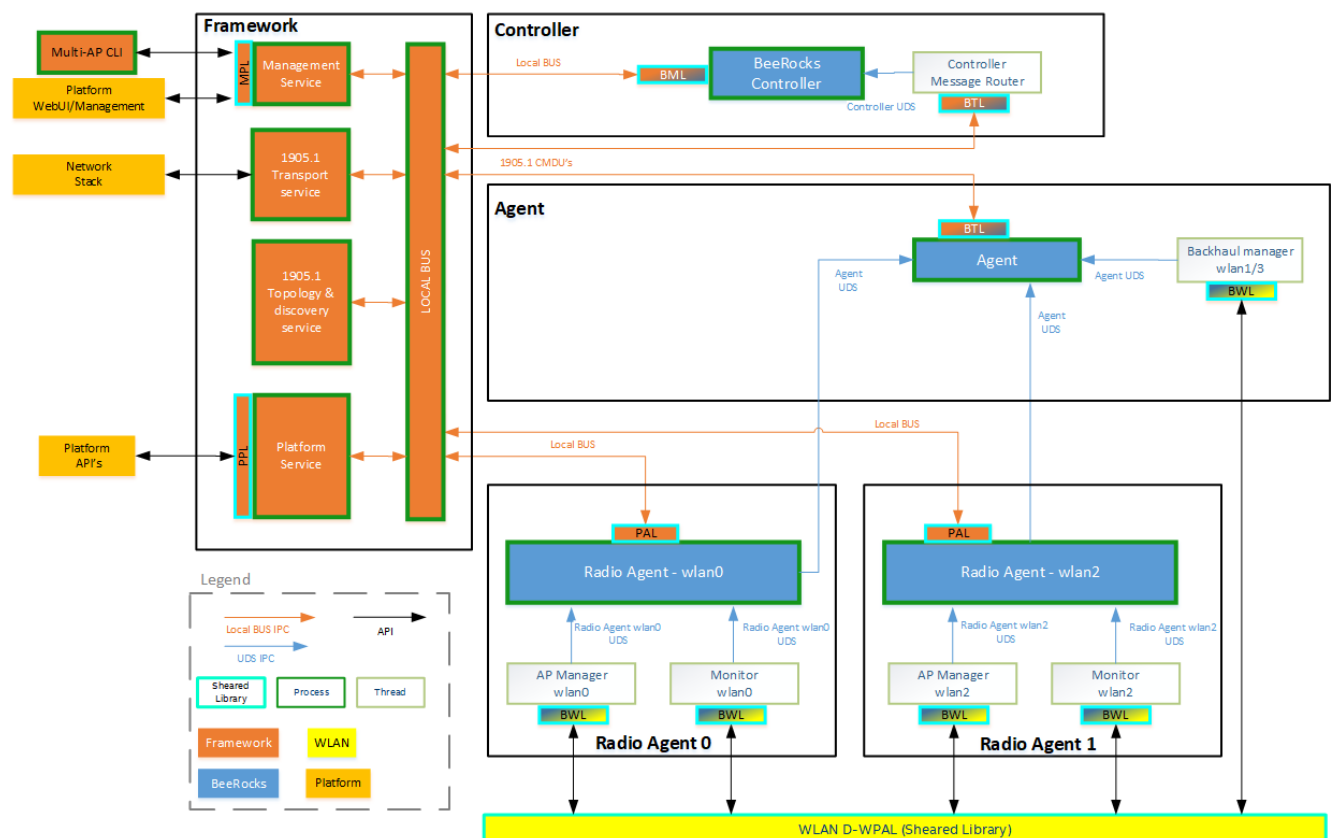 Framework
Multi-AP CLI
Platform
WebUI/Management
MPL
Management
Service
Network
Stack
1905.1
Transport
service
1905.1
Topology &
discovery
service
Platform
API's
PPL
Platform
Service
LOCAL BUS
Controller
Local BUS
BML
BeeRocks
Controller
Controller
Message Router
Controller UDS
BTL
1905.1 CMDU's
Agent
BTL
Agent
Agent
UDS
Agent UDS
Backhaul manager
wlan1/3
BWL
Agent
UDS
Local BUS
Local BUS
PAL
Radio Agent - wlan0
Radio Agent wlan0
UDS
Radio Agent wlan0
UDS
AP Manager
wlan0
Monitor
wlan0
BWL
BWL
Radio Agent 0
PAL
Radio Agent - wlan2
Radio Agent wlan2
UDS
Radio Agent wlan2
UDS
AP Manager
wlan2
Monitor
wlan2
BWL
BWL
Radio Agent 1
Legend
Local BUS IPC
API
UDS IPC
Sheared
Library
Process
Thread
Framework
WLAN
BeeRocks
Platform
WLAN D-WPAL (Sheared Library)